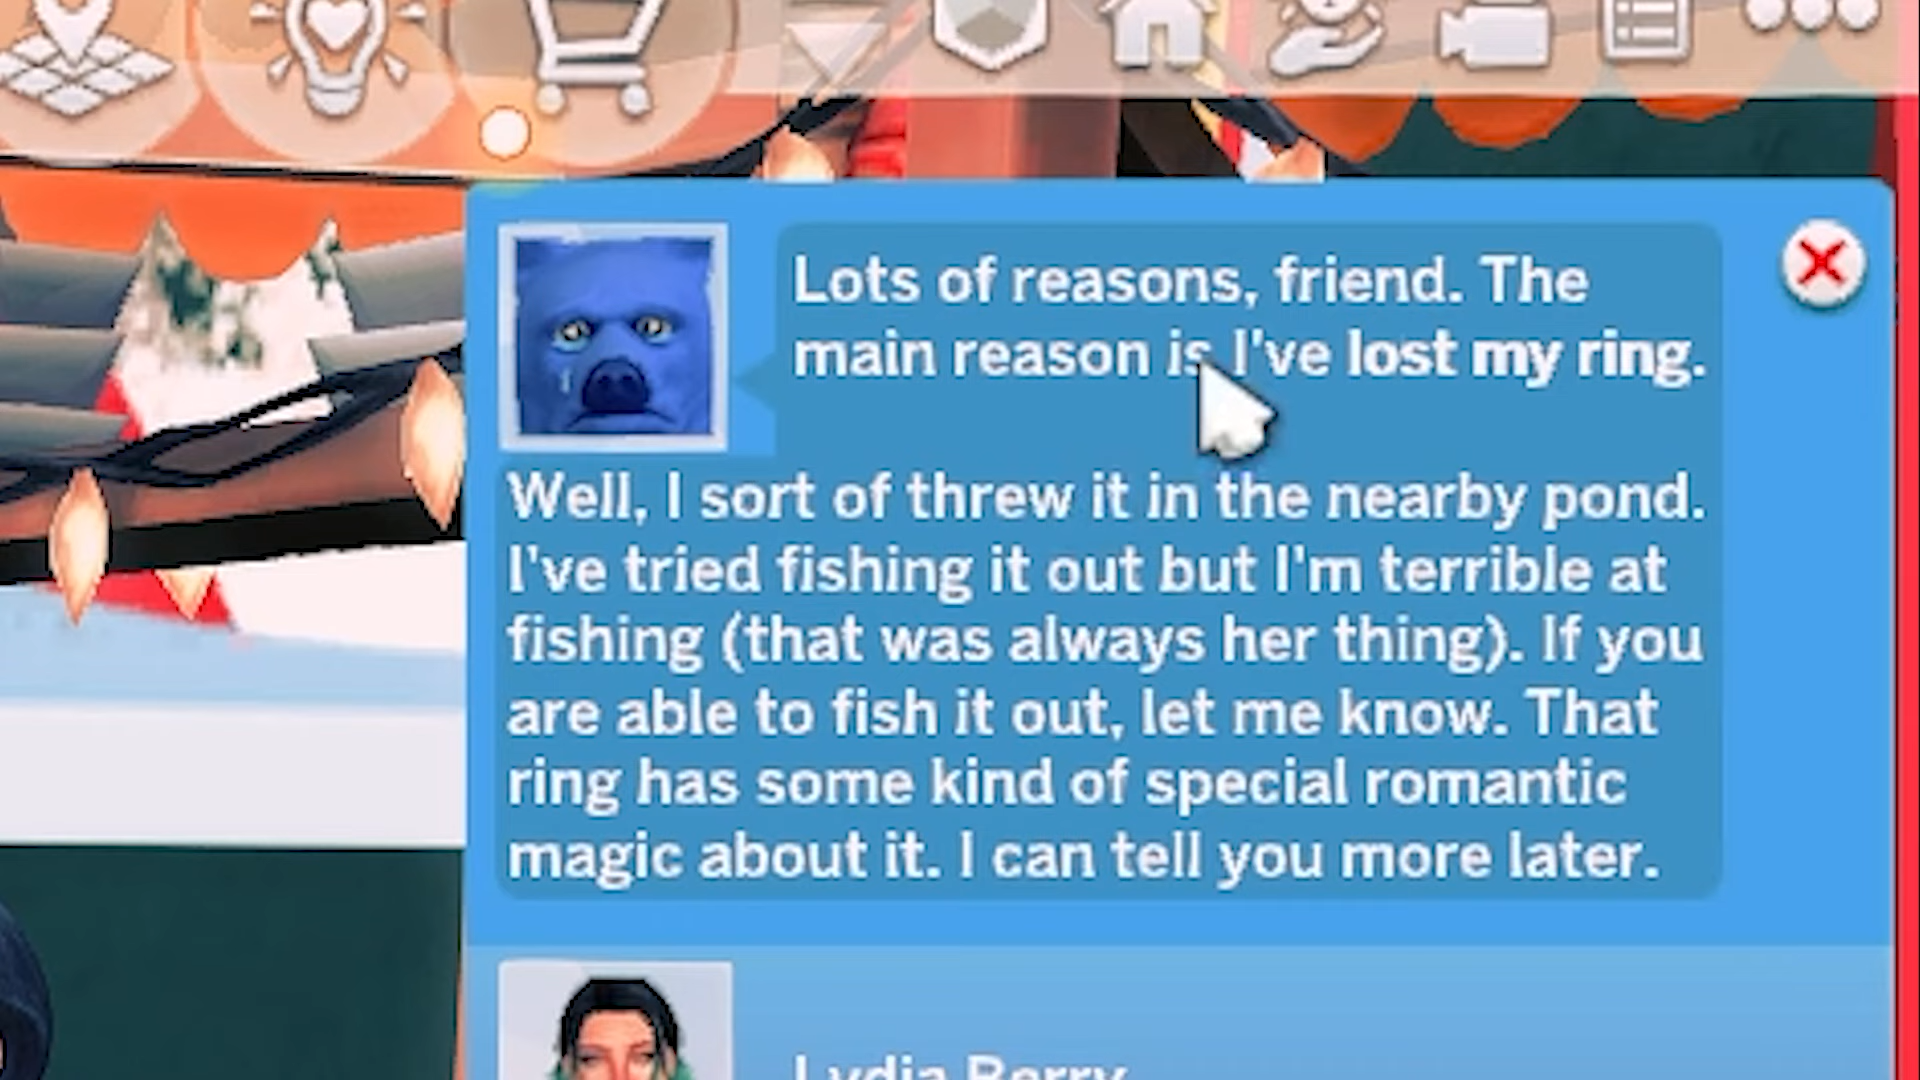 Lots of reasons, friend. The
main reason is I've lost my ring.
Well, I sort of threw it in the nearby pond.
I've tried fishing it out but I'm terrible at
fishing (that was always her thing). If you
are able to fish it out, let me know. That
ring has some kind of special romantic
magic about it. I can tell you more later.
Lydia Berry